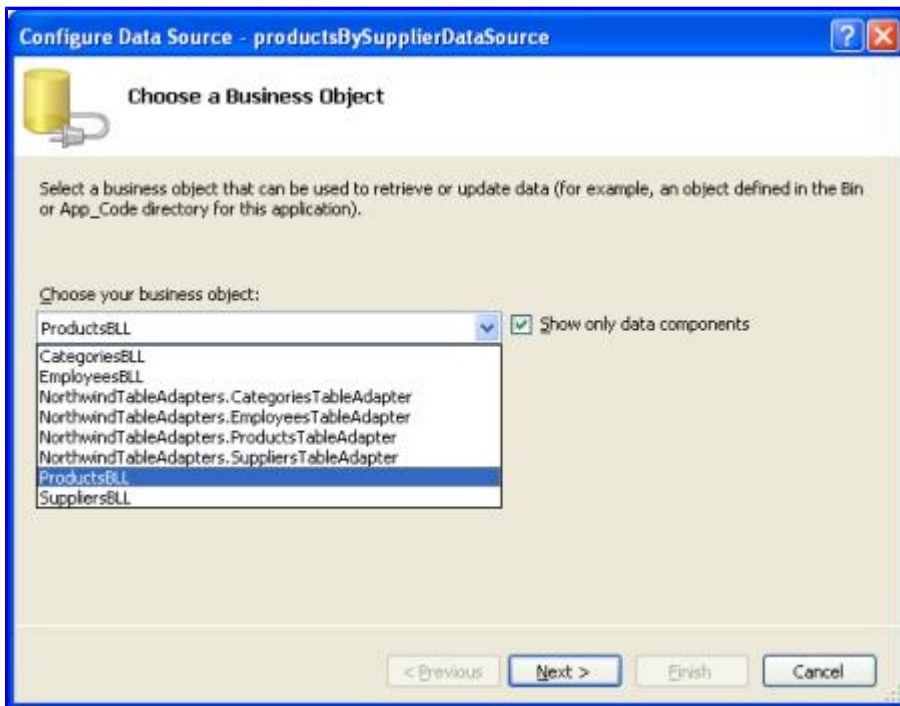 Configure Data Source - productsBySupplierDataSource
Choose a Business Object
Select a business object that can be used to retrieve or update data (for example, an object defined in the Bin
or App_Code directory for this application).
Choose your business object:
ProductsBLL
Show only data components
CategoriesBLL
EmployeesBLL
NorthwindTableAdapters.CategoriesTableAdapter
NorthwindTableAdapters.EmployeesTableAdapter
NorthwindTableAdapters.ProductsTableAdapter
NorthwindTableAdapters.SuppliersTableAdapter
ProductsBLL
SuppliersBLL
< Previous
Next >
Finish
Cancel